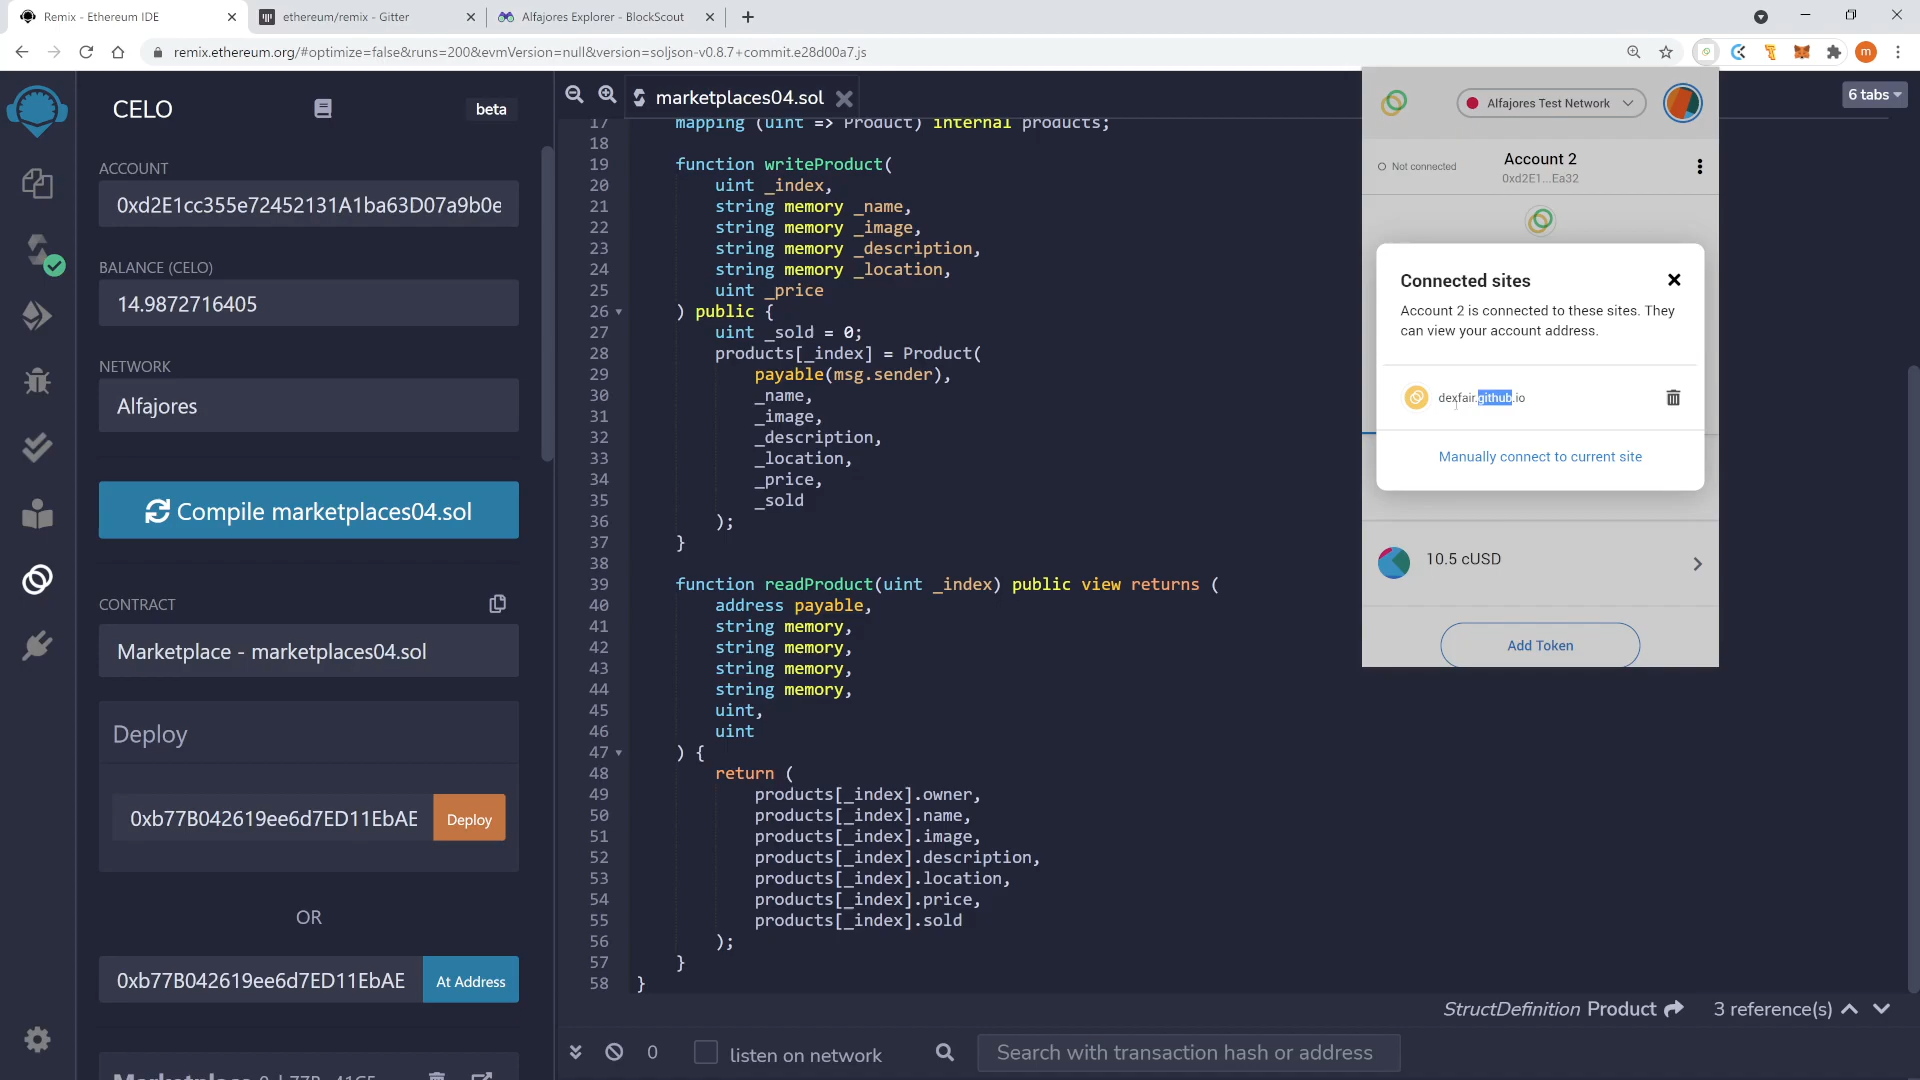 Remix - Ethereum IDE
ethereum/remix - Gitter
Alfajores Explorer - BlockScout
remix.ethereum.org/#optimize=false&runs=200&evmVersion=null&version=soljson-v0.8.7+commit.e28d00a7.js
m
CELO
beta
ACCOUNT
0xd2E1cc355e72452131A1ba63D07a9b0e
BALANCE (CELO)
14.9872716405
NETWORK
Alfajores
Compile marketplaces04.sol
CONTRACT
Marketplace - marketplaces04.sol
Deploy
0xb77B042619ee6d7ED11EbAE
Deploy
OR
0xb77B042619ee6d7ED11EbAE
At Address
marketplaces04.sol
6 tabs
17 mapping (uint => Product) internal products;
18
19 function writeProduct(
20 uint _index,
21 string memory _name,
22 string memory _image,
23 string memory _description,
24 string memory _location,
25 uint _price
26 ) public {
27 uint _sold = 0;
28 products[_index] = Product(
29 payable(msg.sender),
30 _name,
31 _image,
32 _description,
33 _location,
34 _price,
35 _sold
36 );
37 }
38
39 function readProduct(uint _index) public view returns (
40 address payable,
41 string memory,
42 string memory,
43 string memory,
44 string memory,
45 uint,
46 uint
47 ) {
48 return (
49 products[_index].owner,
50 products[_index].name,
51 products[_index].image,
52 products[_index].description,
53 products[_index].location,
54 products[_index].price,
55 products[_index].sold
56 );
57 }
58 }
StructDefinition Product
3 reference(s)
0
listen on network
Search with transaction hash or address
Alfajores Test Network
Not connected
Account 2
0xd2E1...Ea32
Connected sites
Account 2 is connected to these sites. They
can view your account address.
dexfair.github.io
Manually connect to current site
10.5 cUSD
Add Token